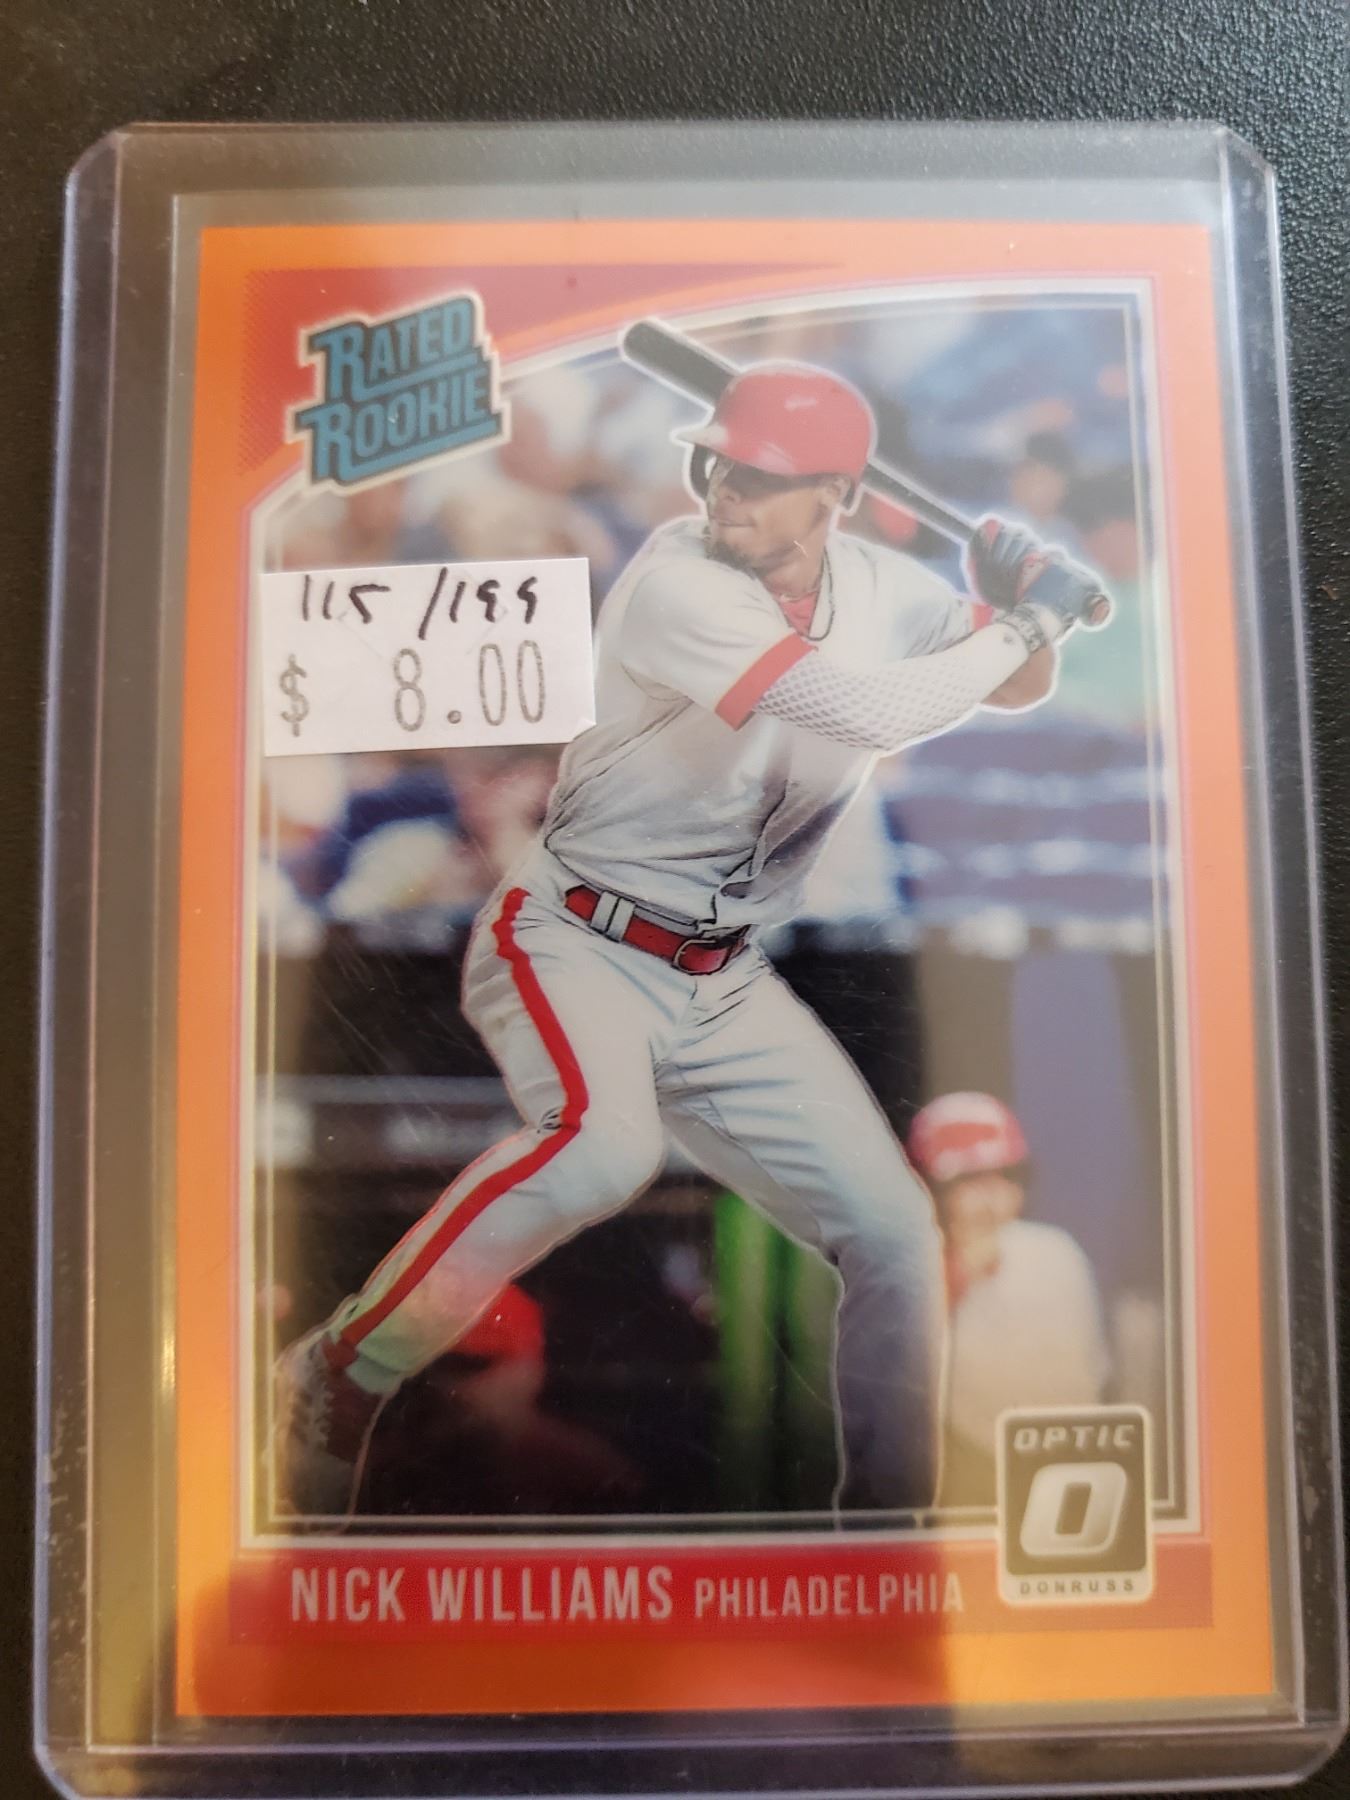 RATED
ROOKIE
115/199
$ 8.00
OPTIC
O
DONRUSS
NICK WILLIAMS PHILADELPHIA